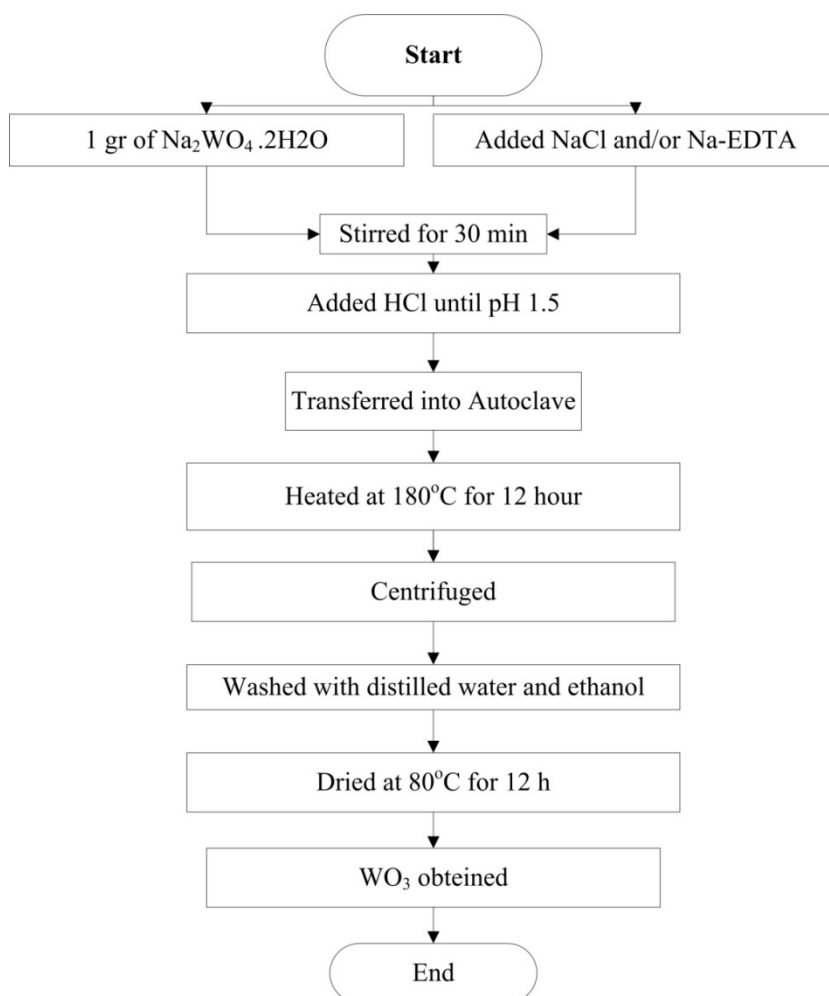 Start
1 gr of Na₂WO₄ .2H2O
Added NaCl and/or Na-EDTA
Stirred for 30 min
Added HCl until pH 1.5
Transferred into Autoclave
Heated at 180°C for 12 hour
Centrifuged
Washed with distilled water and ethanol
Dried at 80°C for 12 h
WO₃ obteined
End